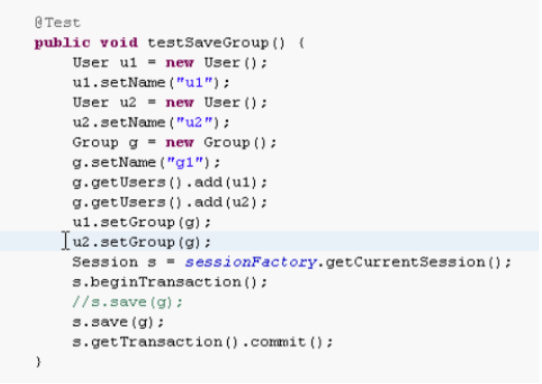 @Test
public void testSaveGroup() {
User u1 = new User();
u1.setName("u1");
User u2 = new User();
u2.setName("u2");
Group g = new Group();
g.setName("g1");
g.getUsers().add(u1);
g.getUsers().add(u2);
u1.setGroup(g);
u2.setGroup(g);
Session s = sessionFactory.getCurrentSession();
s.beginTransaction();
//s.save(g);
s.save(g);
s.getTransaction().commit();
}